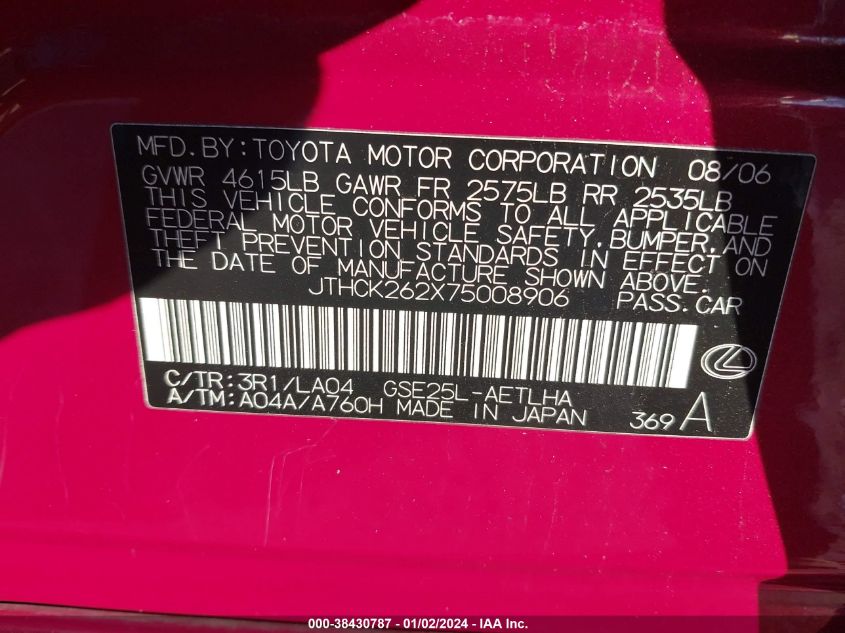 MFD. BY: TOYOTA MOTOR CORPORATION 08/06
GVWR 4615LB GAWR FR 2575LB RR 2535LB
THIS VEHICLE CONFORMS TO ALL APPLICABLE
FEDERAL MOTOR VEHICLE SAFETY, BUMPER, AND
THEFT PREVENTION STANDARDS IN EFFECT ON
THE DATE OF MANUFACTURE SHOWN ABOVE.
JTHCK262X75008906 PASS. CAR
C/TR: 3R1/LA04 GSE25L-AETLHA
A/TM: A04A/A760H MADE IN JAPAN 369 A
000-38430787 - 01/02/2024 - IAA Inc.